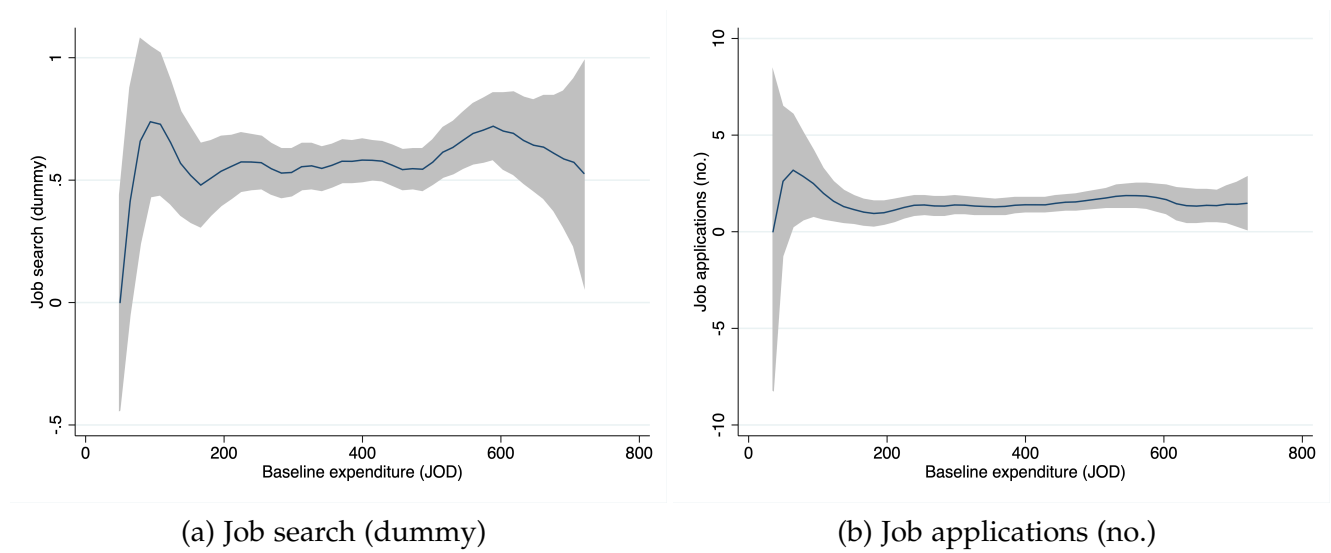 Job search (dummy)
1
.5
0
-.5
0 200 400 600 800
Baseline expenditure (JOD)
(a) Job search (dummy)
Job applications (no.)
10
5
0
-5
-10
0 200 400 600 800
Baseline expenditure (JOD)
(b) Job applications (no.)